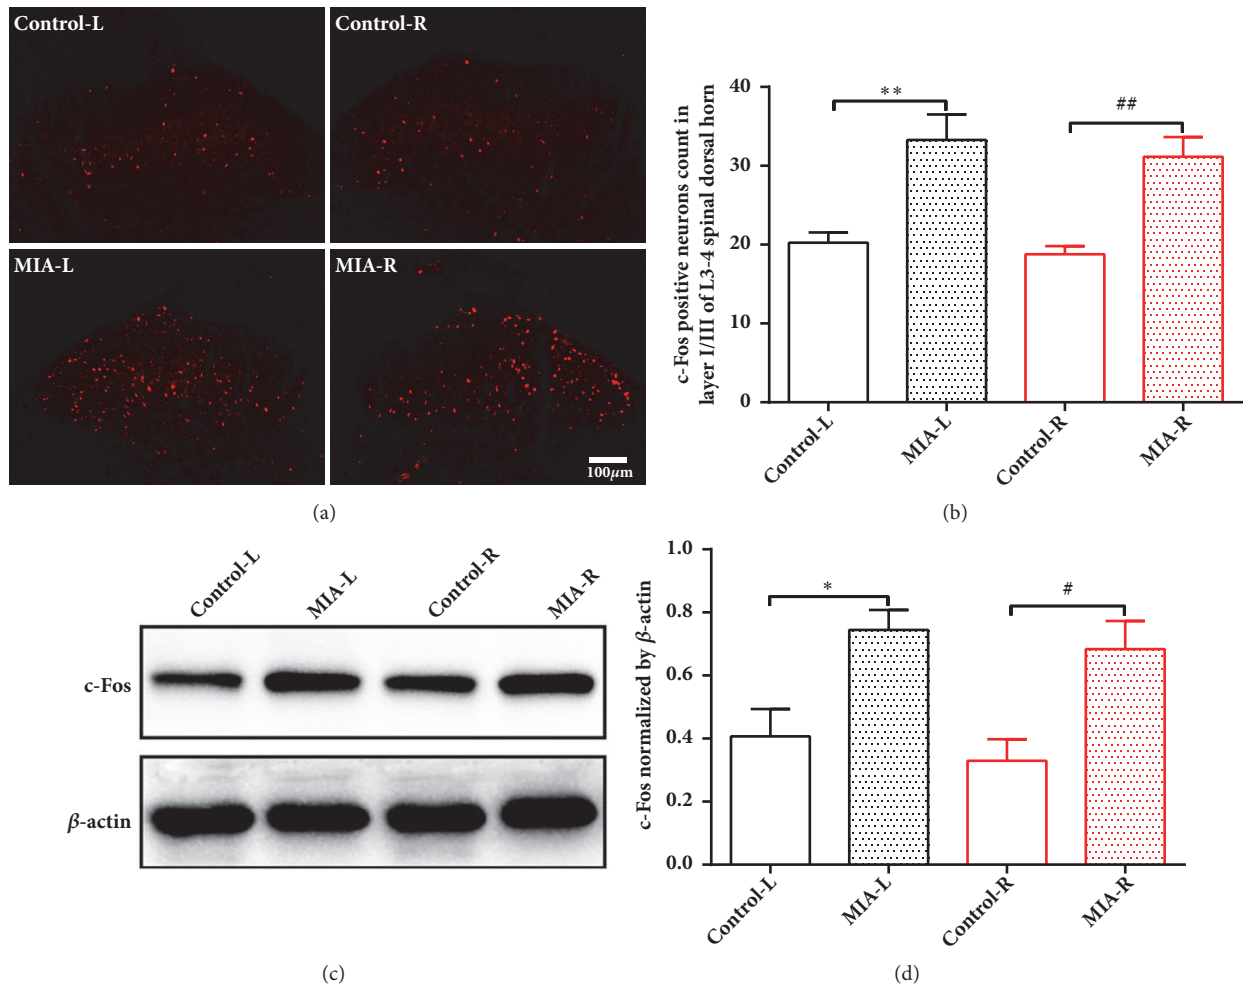 Control-L
Control-R
MIA-L
MIA-R
100μm
(a)
c-Fos positive neurons count in
layer I/III of L3-4 spinal dorsal horn
40
30
20
10
0
**
##
Control-L
MIA-L
Control-R
MIA-R
(b)
Control-L
MIA-L
Control-R
MIA-R
c-Fos
β-actin
(c)
c-Fos normalized by β-actin
1.0
0.8
0.6
0.4
0.2
0.0
*
#
Control-L
MIA-L
Control-R
MIA-R
(d)